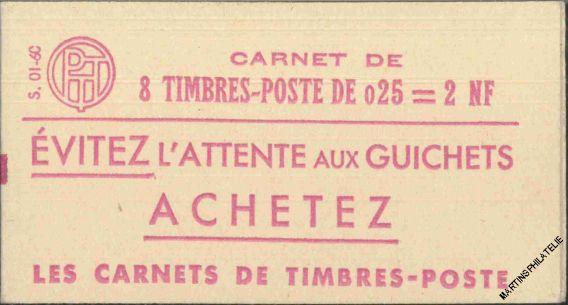 S. 01-60
PTT
CARNET DE
8 TIMBRES-POSTE DE 025 = 2 NF
ÉVITEZ L'ATTENTE AUX GUICHETS
ACHETEZ
LES CARNETS DE TIMBRES-POSTE
MARTINSPHILATELIE